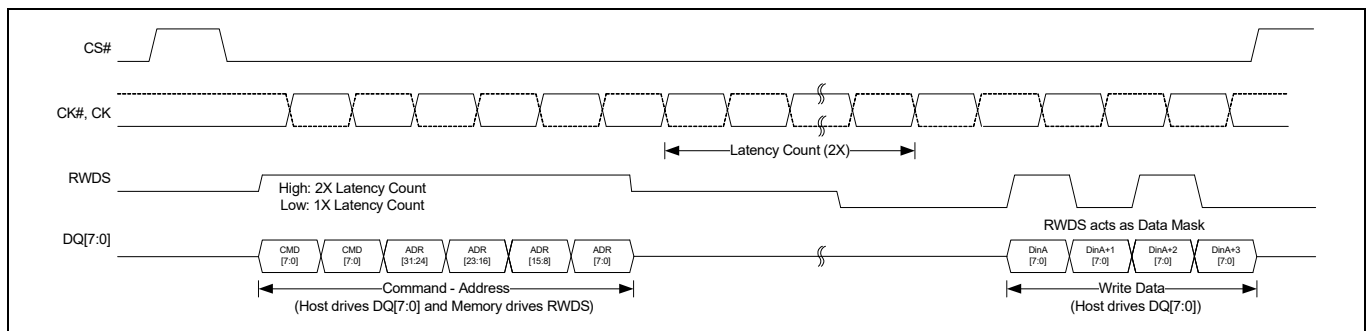 CS#
CK#, CK
Latency Count (2X)
RWDS
High: 2X Latency Count
Low: 1X Latency Count
RWDS acts as Data Mask
DQ[7:0]
CMD [7:0]
CMD [7:0]
ADR [31:24]
ADR [23:16]
ADR [15:8]
ADR [7:0]
DinA [7:0]
DinA+1 [7:0]
DinA+2 [7:0]
DinA+3 [7:0]
Command - Address
(Host drives DQ[7:0] and Memory drives RWDS)
Write Data
(Host drives DQ[7:0])